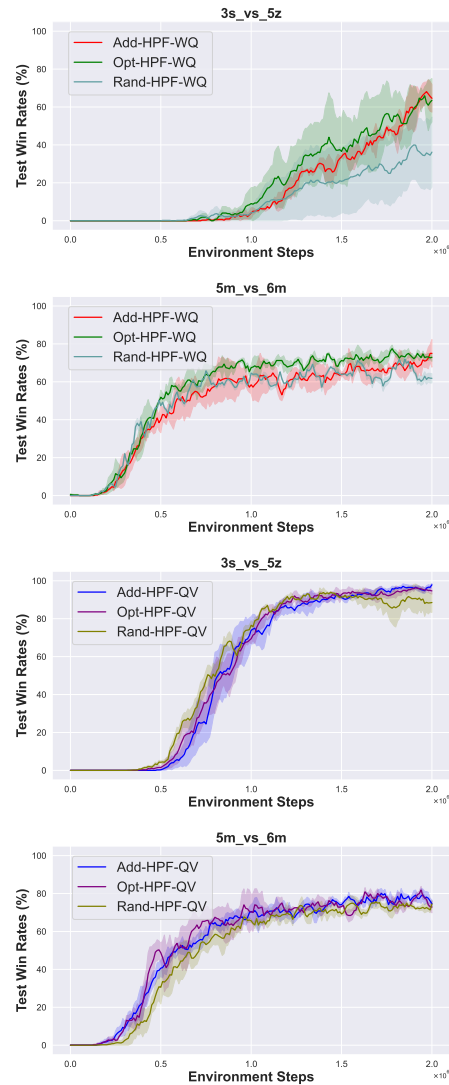 3s_vs_5z
Test Win Rates (%)
100
80
60
40
20
0
Add-HPF-WQ
Opt-HPF-WQ
Rand-HPF-WQ
0.0 0.5 1.0 1.5 2.0
×10⁶
Environment Steps
5m_vs_6m
Test Win Rates (%)
100
80
60
40
20
0
Add-HPF-WQ
Opt-HPF-WQ
Rand-HPF-WQ
0.0 0.5 1.0 1.5 2.0
×10⁶
Environment Steps
3s_vs_5z
Test Win Rates (%)
100
80
60
40
20
0
Add-HPF-QV
Opt-HPF-QV
Rand-HPF-QV
0.0 0.5 1.0 1.5 2.0
×10⁶
Environment Steps
5m_vs_6m
Test Win Rates (%)
100
80
60
40
20
0
Add-HPF-QV
Opt-HPF-QV
Rand-HPF-QV
0.0 0.5 1.0 1.5 2.0
×10⁶
Environment Steps